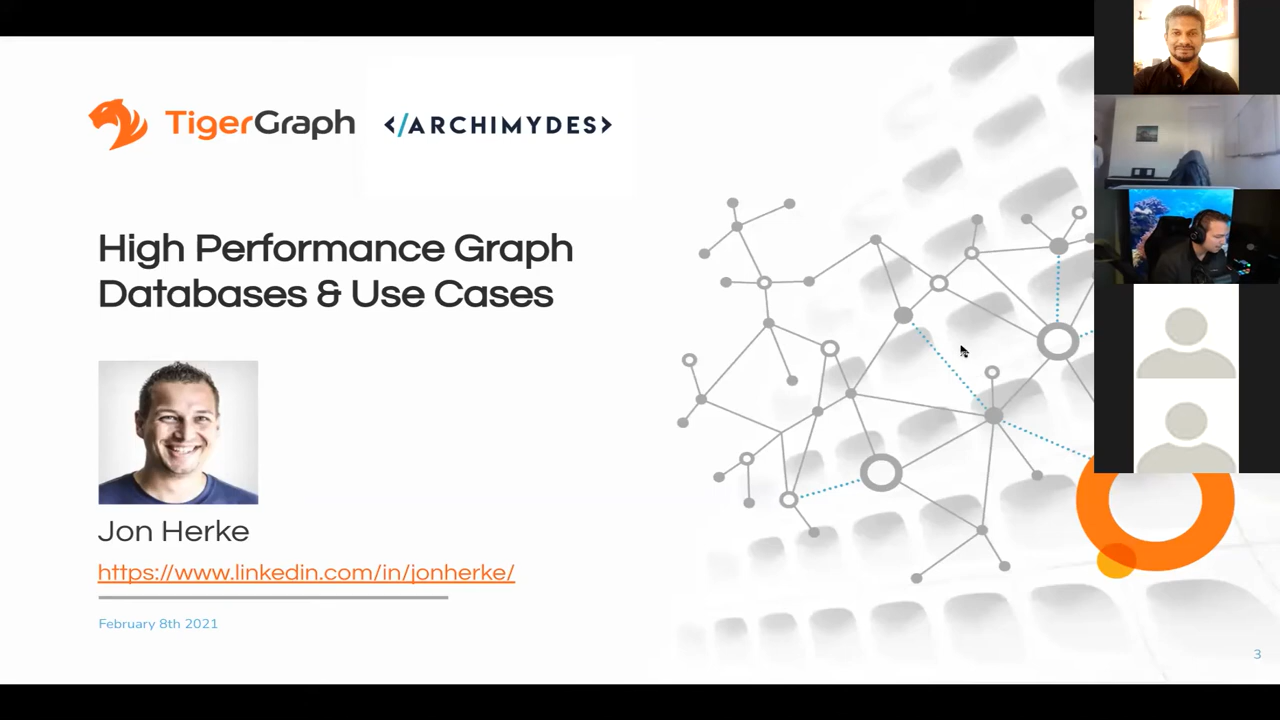 TigerGraph </ARCHIMYDES>
High Performance Graph
Databases & Use Cases
Jon Herke
https://www.linkedin.com/in/jonherke/
February 8th 2021
3